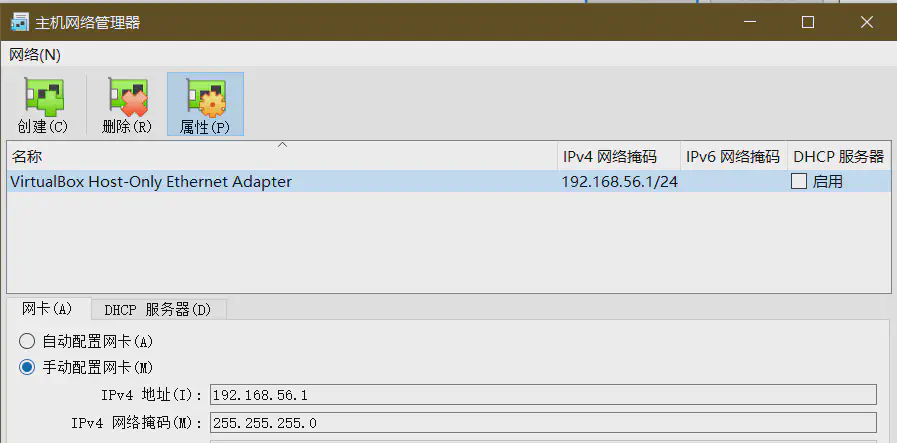 主机网络管理器
网络(N)
创建(C) 删除(R) 属性(P)
名称 IPv4 网络掩码 IPv6 网络掩码 DHCP 服务器
VirtualBox Host-Only Ethernet Adapter 192.168.56.1/24 启用
网卡(A) DHCP 服务器(D)
自动配置网卡(A)
手动配置网卡(M)
IPv4 地址(I): 192.168.56.1
IPv4 网络掩码(M): 255.255.255.0